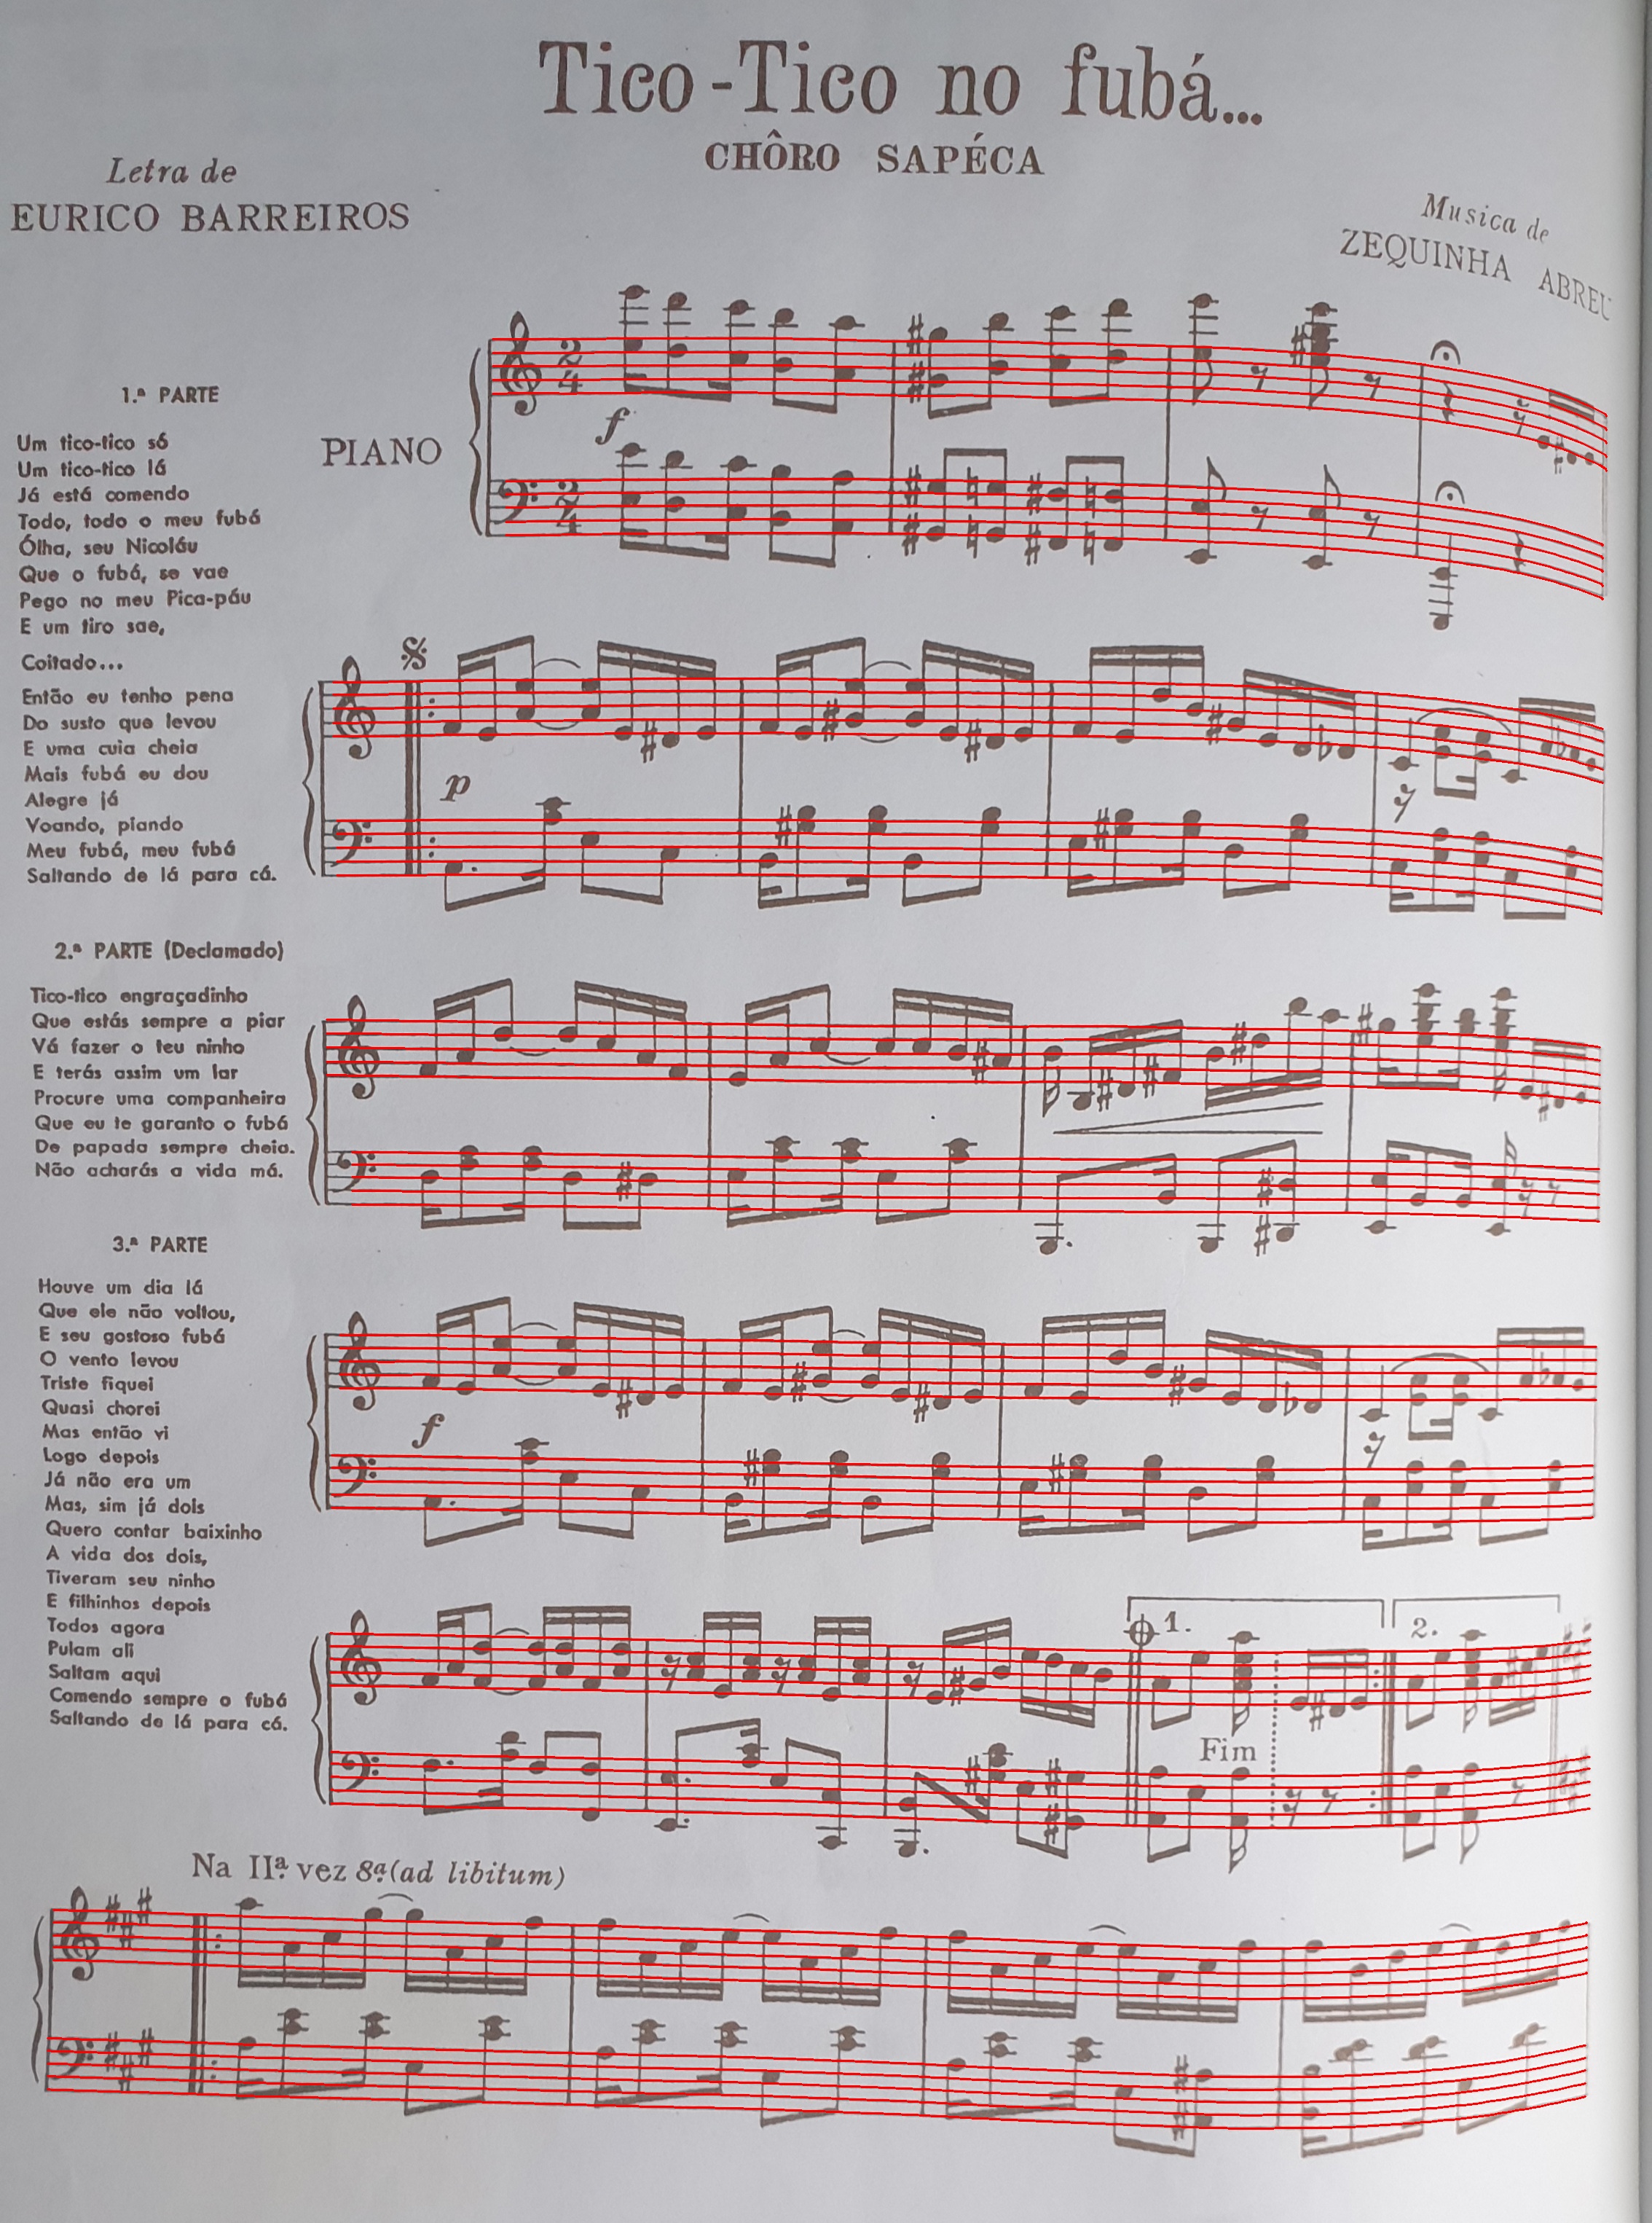 Tico-Tico no fubá...
CHÔRO SAPÉCA
Letra de
EURICO BARREIROS
Musica de
ZEQUINHA ABREU
PIANO
f
1.ª PARTE
Um tico-tico só
Um tico-tico lá
Já está comendo
Todo, todo o meu fubá
Ólha, seu Nicoláu
Que o fubá, se vae
Pego no meu Pica-páu
E um tiro sae,
Coitado...
Então eu tenho pena
Do susto que levou
E uma cuia cheia
Mais fubá eu dou
Alegre já
Voando, piando
Meu fubá, meu fubá
Saltando de lá para cá.
p
2.ª PARTE (Declamado)
Tico-tico engraçadinho
Que estás sempre a piar
Vá fazer o teu ninho
E terás assim um lar
Procure uma companheira
Que eu te garanto o fubá
De papada sempre cheia.
Não acharás a vida má.
3.ª PARTE
Houve um dia lá
Que ele não voltou,
E seu gostoso fubá
O vento levou
Triste fiquei
Quasi chorei
Mas então vi
Logo depois
Já não era um
Mas, sim já dois
Quero contar baixinho
A vida dos dois,
Tiveram seu ninho
E filhinhos depois
Todos agora
Pulam ali
Saltam aqui
Comendo sempre o fubá
Saltando de lá para cá.
f
1.
2.
Fim
Na IIª. vez 8ª.(ad libitum)